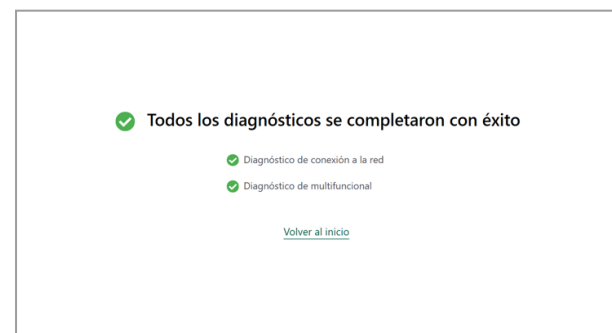 Todos los diagnósticos se completaron con éxito
Diagnóstico de conexión a la red
Diagnóstico de multifuncional
Volver al inicio